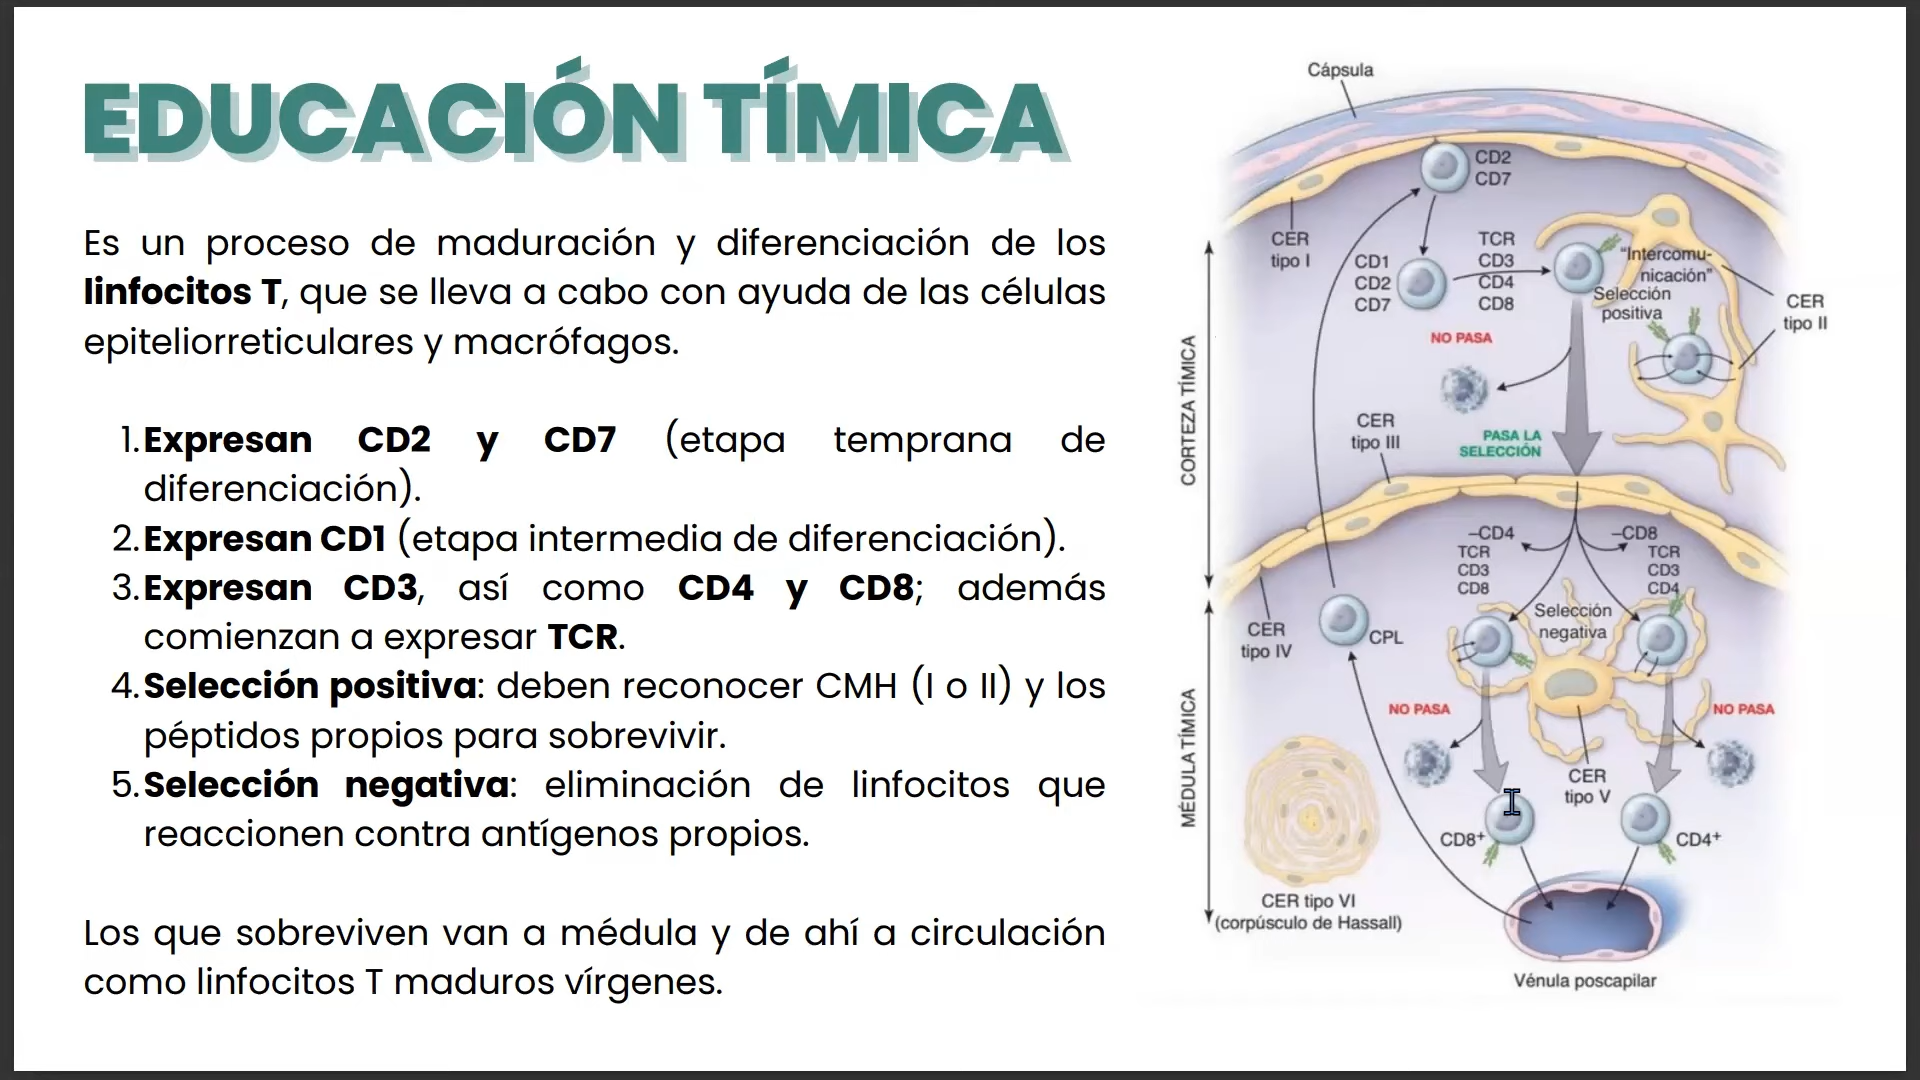 EDUCACIÓN TÍMICA
Es un proceso de maduración y diferenciación de los
linfocitos T, que se lleva a cabo con ayuda de las células
epiteliorreticulares y macrófagos.
1. Expresan CD2 y CD7 (etapa temprana de
diferenciación).
2. Expresan CD1 (etapa intermedia de diferenciación).
3. Expresan CD3, así como CD4 y CD8; además
comienzan a expresar TCR.
4. Selección positiva: deben reconocer CMH (I o II) y los
péptidos propios para sobrevivir.
5. Selección negativa: eliminación de linfocitos que
reaccionen contra antígenos propios.
Los que sobreviven van a médula y de ahí a circulación
como linfocitos T maduros vírgenes.
Cápsula
CD2
CD7
CER
tipo I
CD1
CD2
CD7
TCR
CD3
CD4
CD8
"Intercomu-
nicación"
Selección
positiva
CER
tipo II
NO PASA
CORTEZA TÍMICA
CER
tipo III
PASA LA
SELECCIÓN
–CD4
TCR
CD3
CD8
–CD8
TCR
CD3
CD4
Selección
negativa
CER
tipo IV
CPL
MÉDULA TÍMICA
NO PASA
NO PASA
CER
tipo V
CD8+
CD4+
CER tipo VI
(corpúsculo de Hassall)
Vénula poscapilar